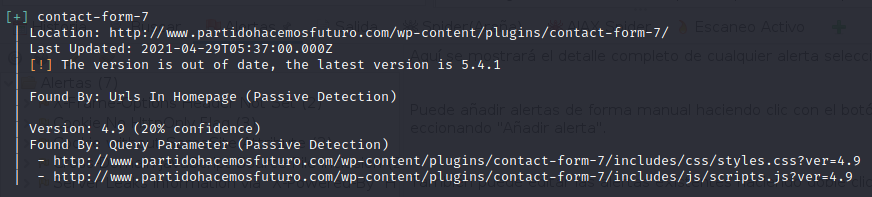 [+] contact-form-7
| Location: http://www.partidohacemosfuturo.com/wp-content/plugins/contact-form-7/
| Last Updated: 2021-04-29T05:37:00.000Z
| [!] The version is out of date, the latest version is 5.4.1
|
| Found By: Urls In Homepage (Passive Detection)
|
| Version: 4.9 (20% confidence)
| Found By: Query Parameter (Passive Detection)
|  - http://www.partidohacemosfuturo.com/wp-content/plugins/contact-form-7/includes/css/styles.css?ver=4.9
|  - http://www.partidohacemosfuturo.com/wp-content/plugins/contact-form-7/includes/js/scripts.js?ver=4.9
Escaneo Activo
Aquí se mostrará el detalle completo de cualquier alerta selecci
Alertas (7)
Puede añadir alertas de forma manual haciendo clic con el botó
eccionando "Añadir alerta".